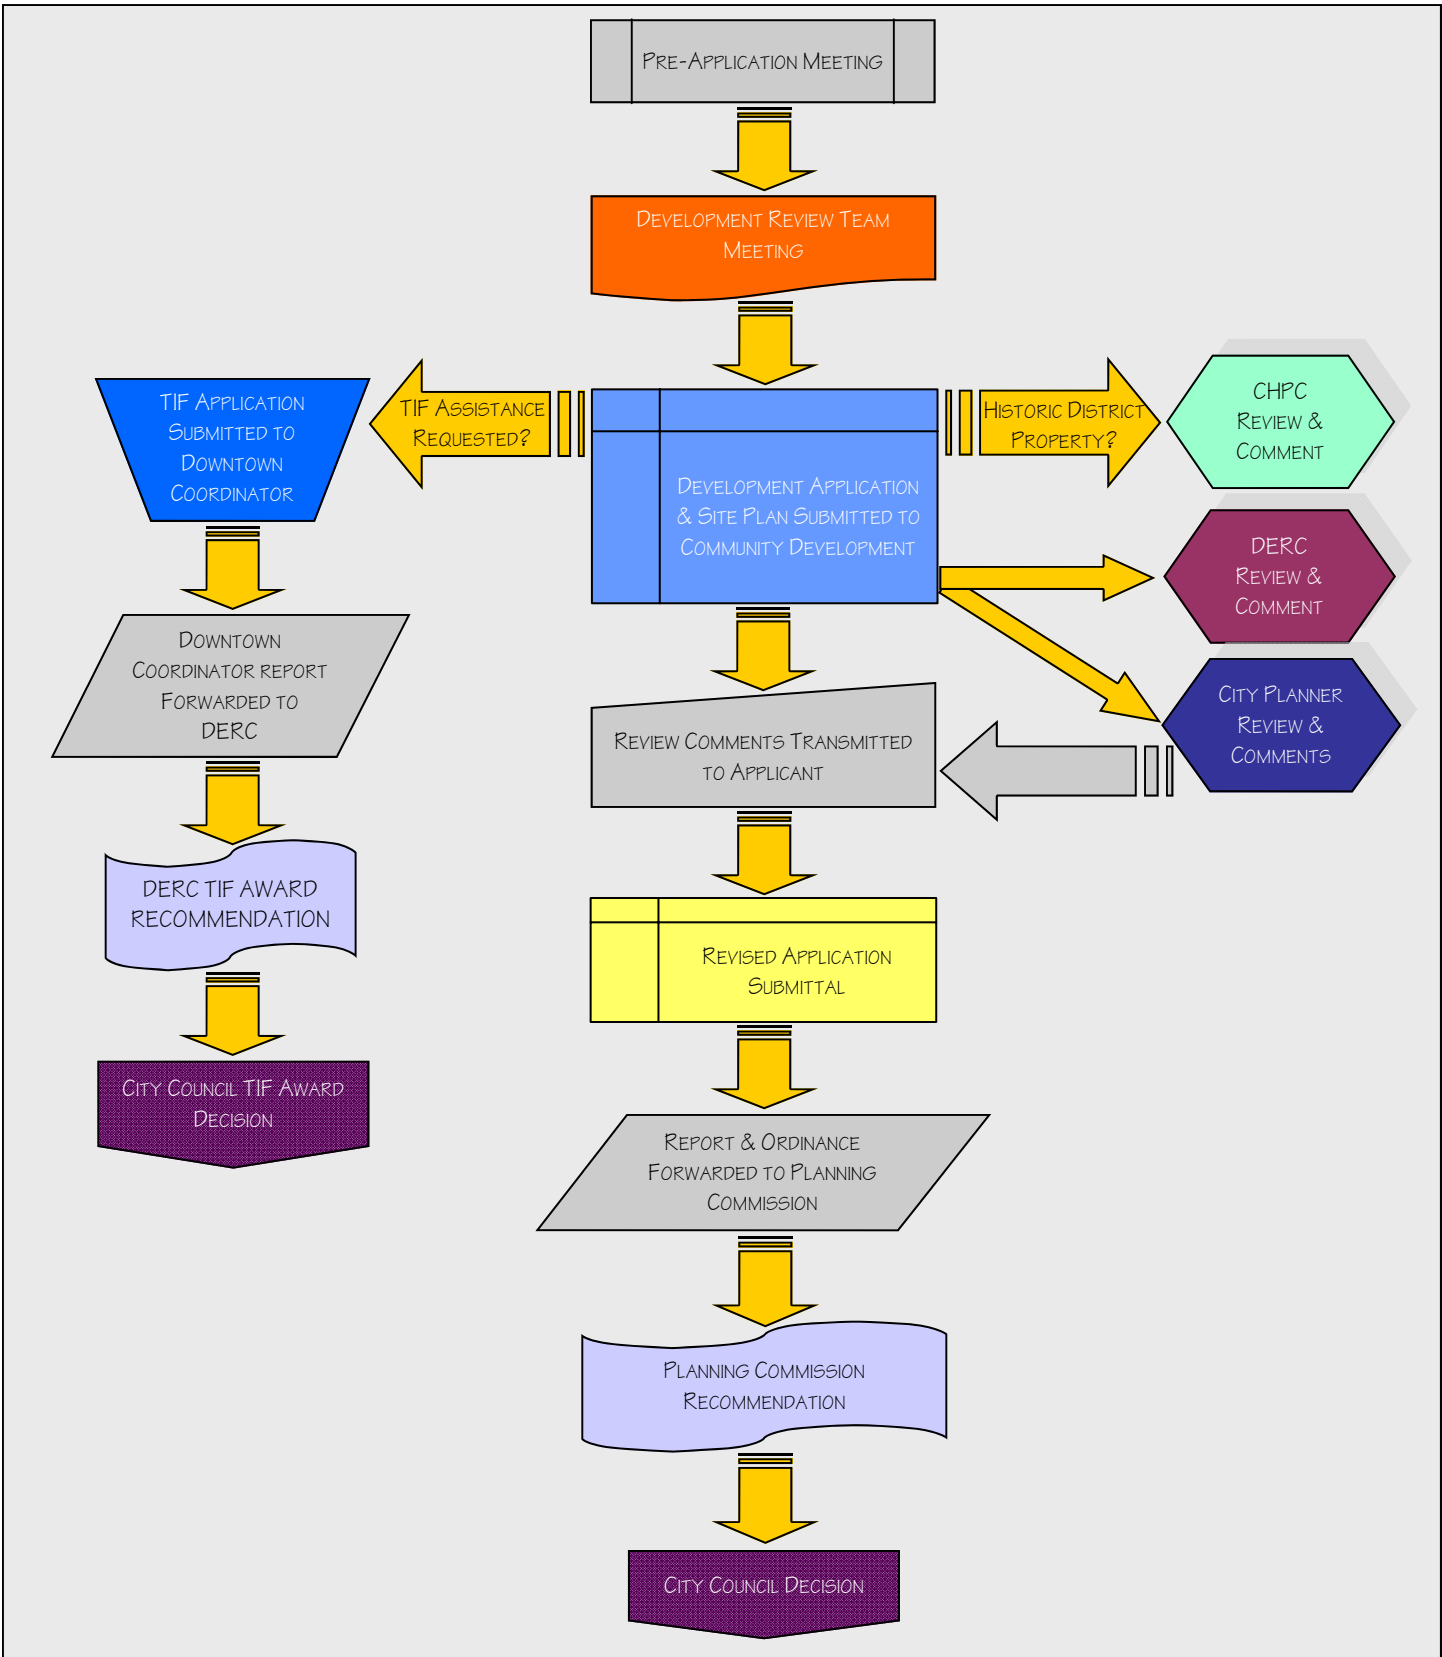 Pre-Application Meeting
Development Review Team
Meeting
TIF Assistance
Requested?
Historic District
Property?
TIF Application
Submitted to
Downtown
Coordinator
Development Application
& Site Plan Submitted to
Community Development
CHPC
Review &
Comment
DERC
Review &
Comment
City Planner
Review &
Comments
Downtown
Coordinator report
Forwarded to
DERC
Review Comments Transmitted
to Applicant
DERC TIF AWARD
RECOMMENDATION
Revised Application
Submittal
City Council TIF Award
Decision
Report & Ordinance
Forwarded to Planning
Commission
Planning Commission
Recommendation
City Council Decision